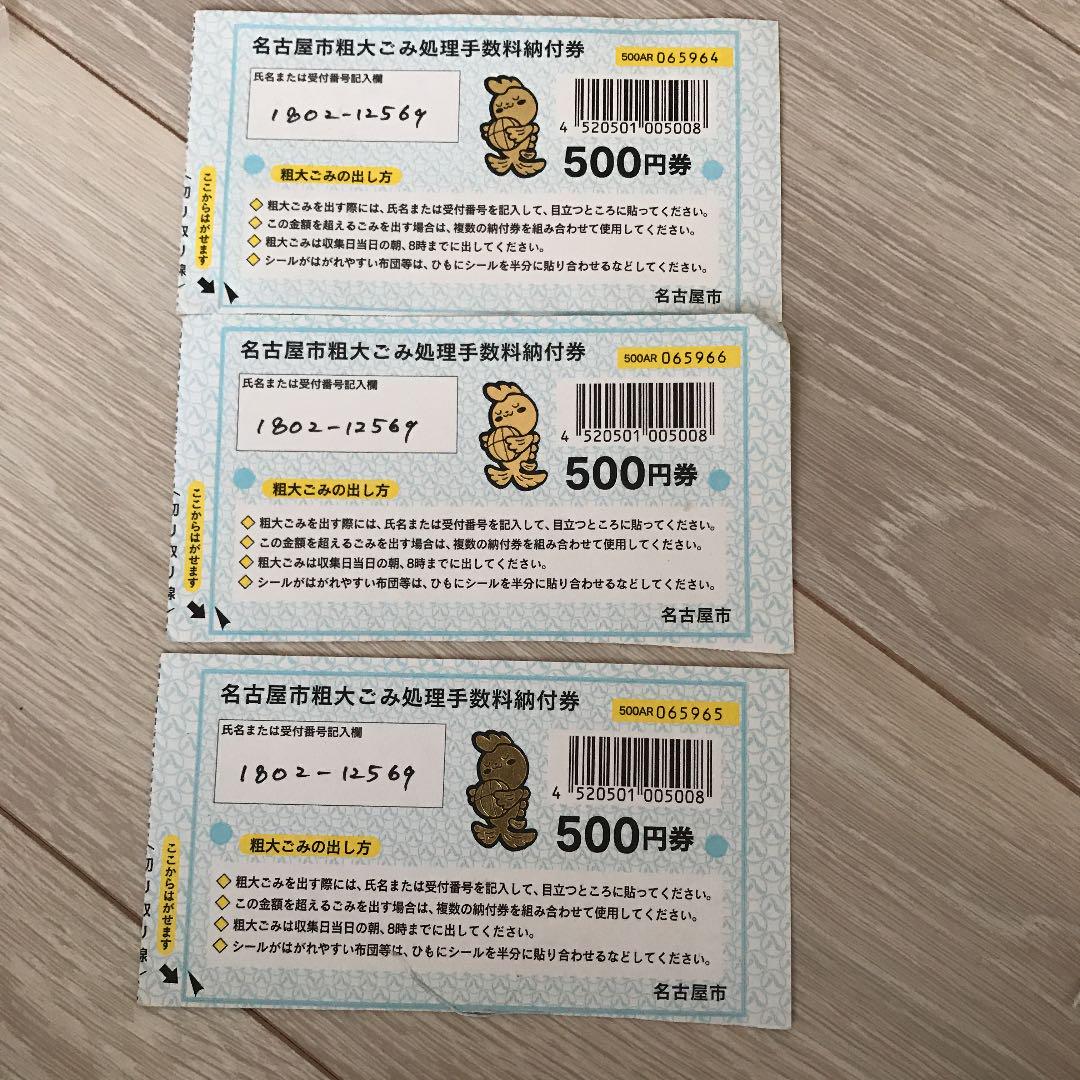 名古屋市粗大ごみ処理手数料納付券
500AR 065964
氏名または受付番号記入欄
1802-12569
4 520501 005008
500円券
粗大ごみの出し方
粗大ごみを出す際には、氏名または受付番号を記入して、目立つところに貼ってください。
この金額を超えるごみを出す場合は、複数の納付券を組み合わせて使用してください。
粗大ごみは収集日当日の朝、8時までに出してください。
シールがはがれやすい布団等は、ひもにシールを半分に貼り合わせるなどしてください。
ここからはがせます
切り取り線
名古屋市
名古屋市粗大ごみ処理手数料納付券
500AR 065966
氏名または受付番号記入欄
1802-12569
4 520501 005008
500円券
粗大ごみの出し方
粗大ごみを出す際には、氏名または受付番号を記入して、目立つところに貼ってください。
この金額を超えるごみを出す場合は、複数の納付券を組み合わせて使用してください。
粗大ごみは収集日当日の朝、8時までに出してください。
シールがはがれやすい布団等は、ひもにシールを半分に貼り合わせるなどしてください。
ここからはがせます
切り取り線
名古屋市
名古屋市粗大ごみ処理手数料納付券
500AR 065965
氏名または受付番号記入欄
1802-12569
4 520501 005008
500円券
粗大ごみの出し方
粗大ごみを出す際には、氏名または受付番号を記入して、目立つところに貼ってください。
この金額を超えるごみを出す場合は、複数の納付券を組み合わせて使用してください。
粗大ごみは収集日当日の朝、8時までに出してください。
シールがはがれやすい布団等は、ひもにシールを半分に貼り合わせるなどしてください。
ここからはがせます
切り取り線
名古屋市